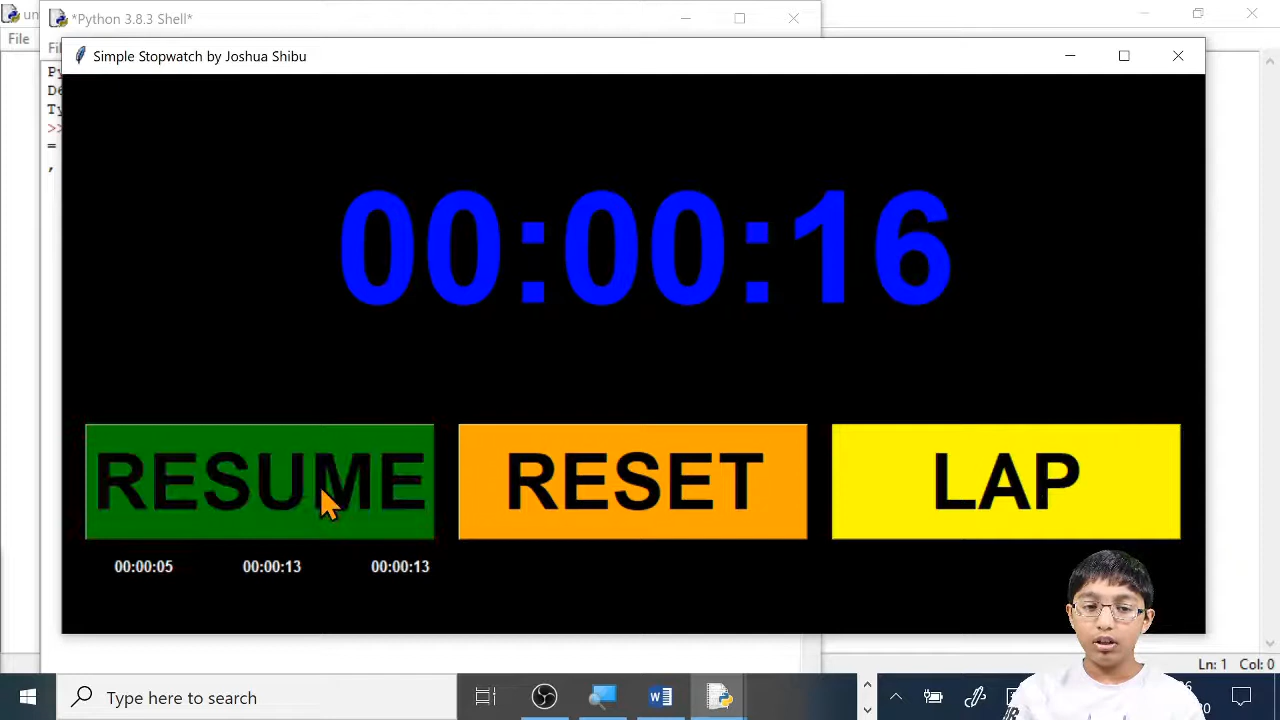 *Python 3.8.3 Shell*
File
Simple Stopwatch by Joshua Shibu
>>
=
,
00:00:16
RESUME
RESET
LAP
00:00:05
00:00:13
00:00:13
Ln: 1 Col: 0
Type here to search